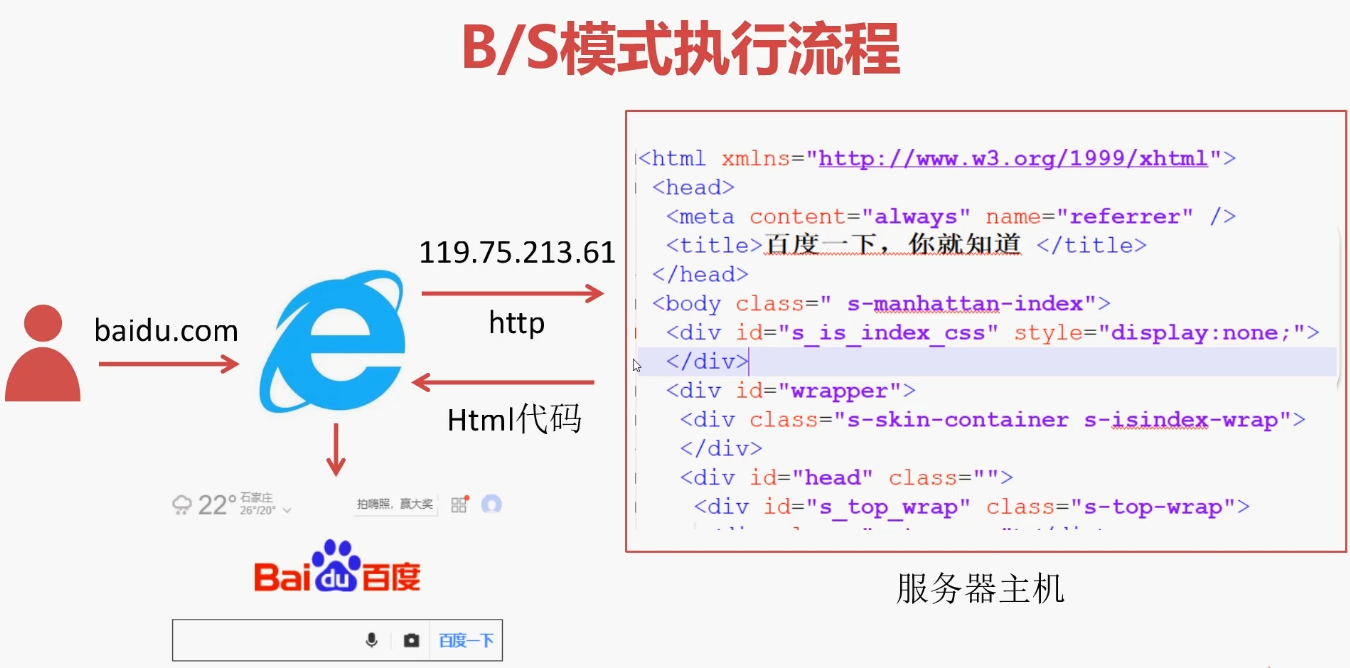 B/S模式执行流程
baidu.com
119.75.213.61
http
Html代码
<html xmlns="http://www.w3.org/1999/xhtml">
<head>
<meta content="always" name="referrer" />
<title>百度一下，你就知道 </title>
</head>
<body class=" s-manhattan-index">
<div id="s_is_index_css" style="display:none;">
</div>
<div id="wrapper">
<div class="s-skin-container s-isindex-wrap">
</div>
<div id="head" class="">
<div id="s_top_wrap" class="s-top-wrap">
服务器主机
22° 石家庄
26°/20°
拍嗨照，赢大奖
Bai du 百度
百度一下